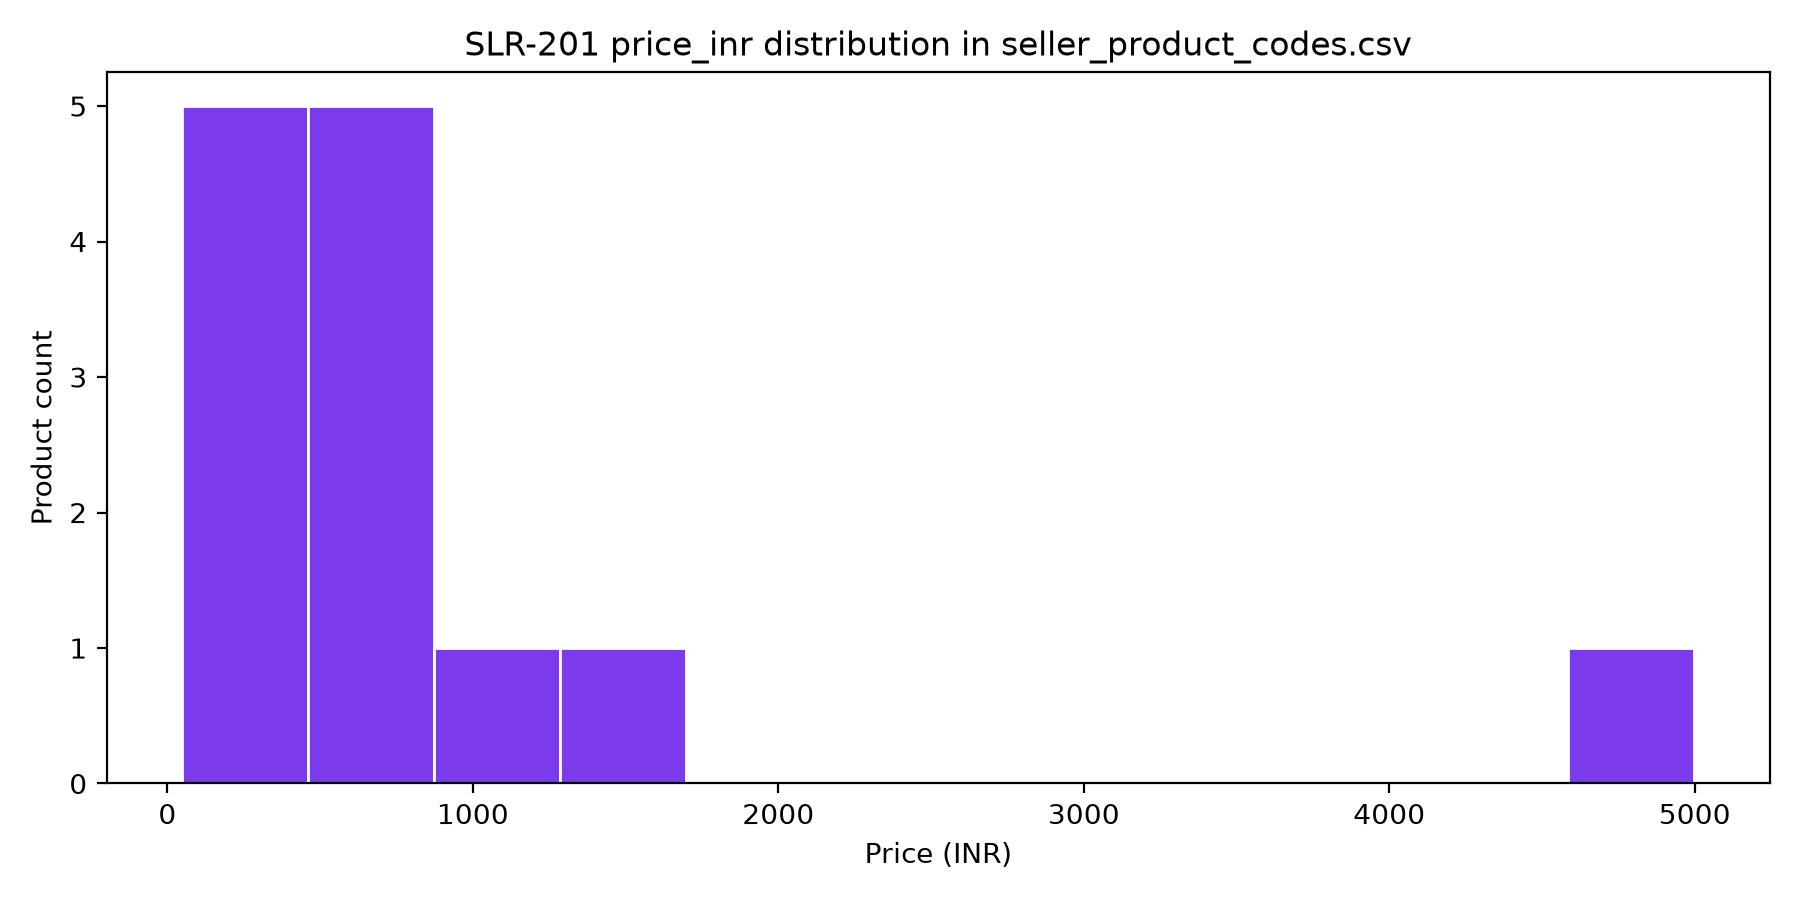 SLR-201 price_inr distribution in seller_product_codes.csv
Product count
5
4
3
2
1
0
0 1000 2000 3000 4000 5000
Price (INR)